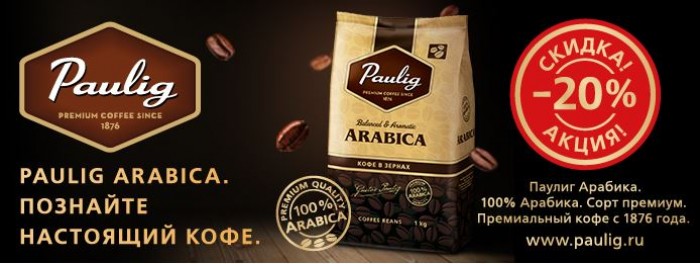 Paulig
PREMIUM COFFEE SINCE
1876
PAULIG ARABICA.
ПОЗНАЙТЕ
НАСТОЯЩИЙ КОФЕ.
Paulig
PREMIUM COFFEE SINCE
1876
Balanced & Aromatic
ARABICA
КОФЕ В ЗЕРНАХ
Gustav Paulig
100%
ARABICA
COFFEE BEANS
1 kg
PREMIUM QUALITY
100%
ARABICA
СКИДКА!
-20%
АКЦИЯ!
Паулиг Арабика.
100% Арабика. Сорт премиум.
Премиальный кофе с 1876 года.
www.paulig.ru